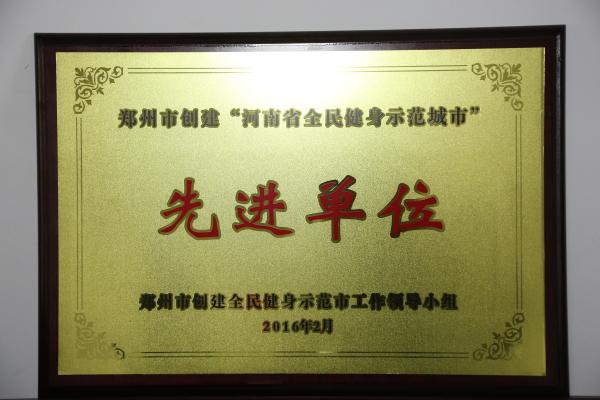 郑州市创建“河南省全民健身示范城市”
先进单位
郑州市创建全民健身示范市工作领导小组
2016年2月